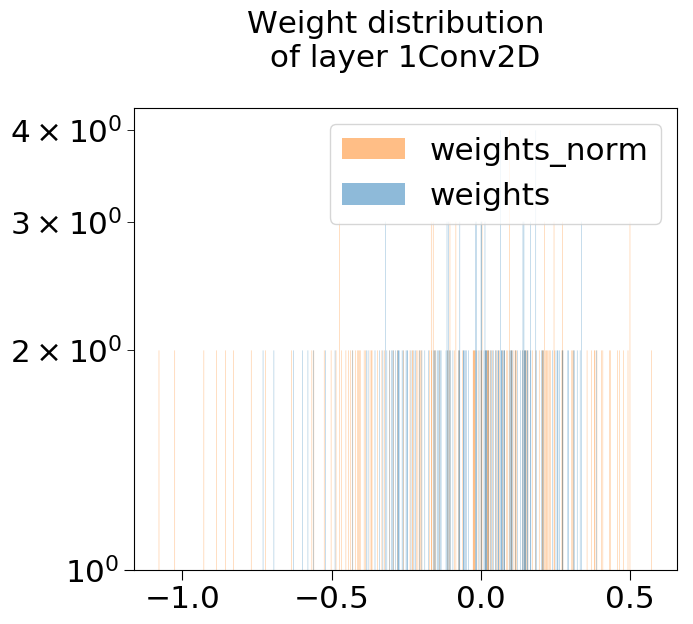 Weight distribution
of layer 1Conv2D
4 × 10⁰
weights_norm
weights
3 × 10⁰
2 × 10⁰
10⁰
−1.0 −0.5 0.0 0.5